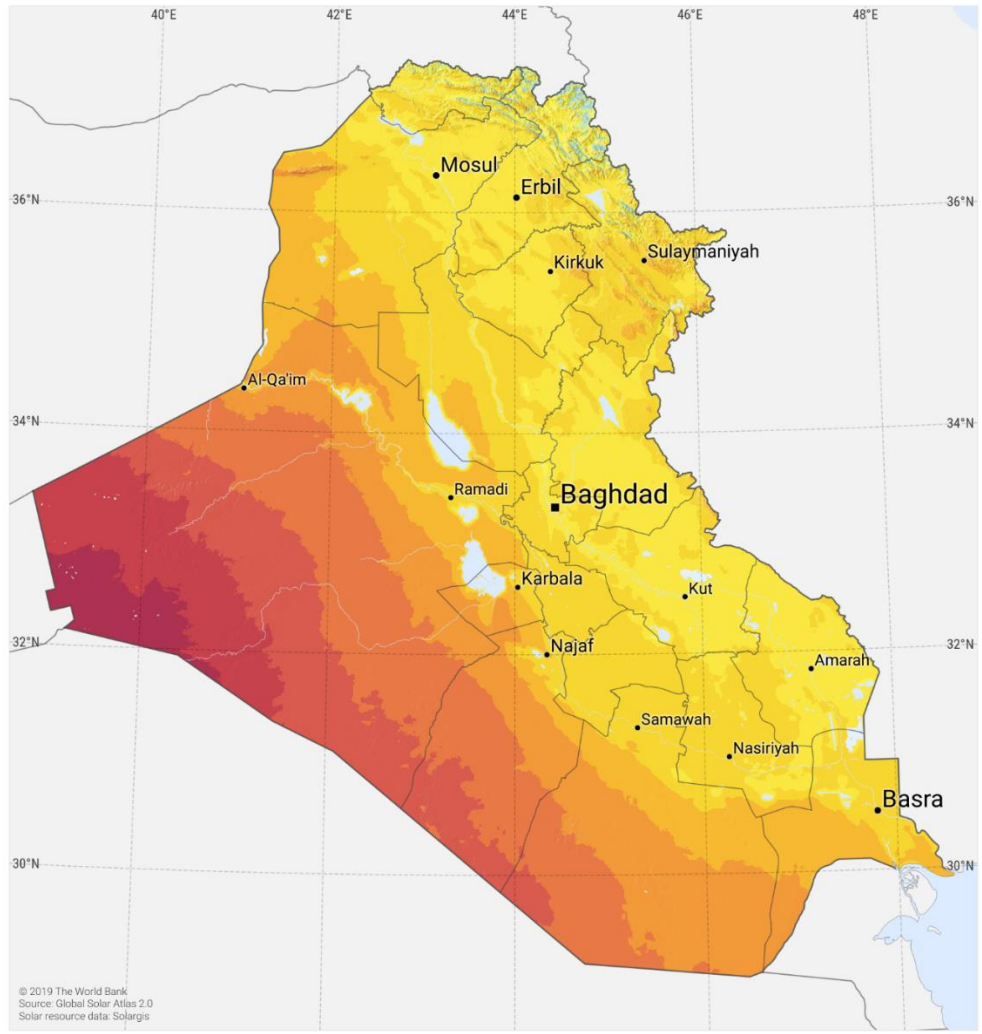 40°E 42°E 44°E 46°E 48°E
Mosul
Erbil
36°N 36°N
Sulaymaniyah
Kirkuk
Al-Qa'im
34°N 34°N
Ramadi
Baghdad
Karbala
Kut
32°N 32°N
Najaf
Amarah
Samawah
Nasiriyah
Basra
30°N 30°N
© 2019 The World Bank
Source: Global Solar Atlas 2.0
Solar resource data: Solargis